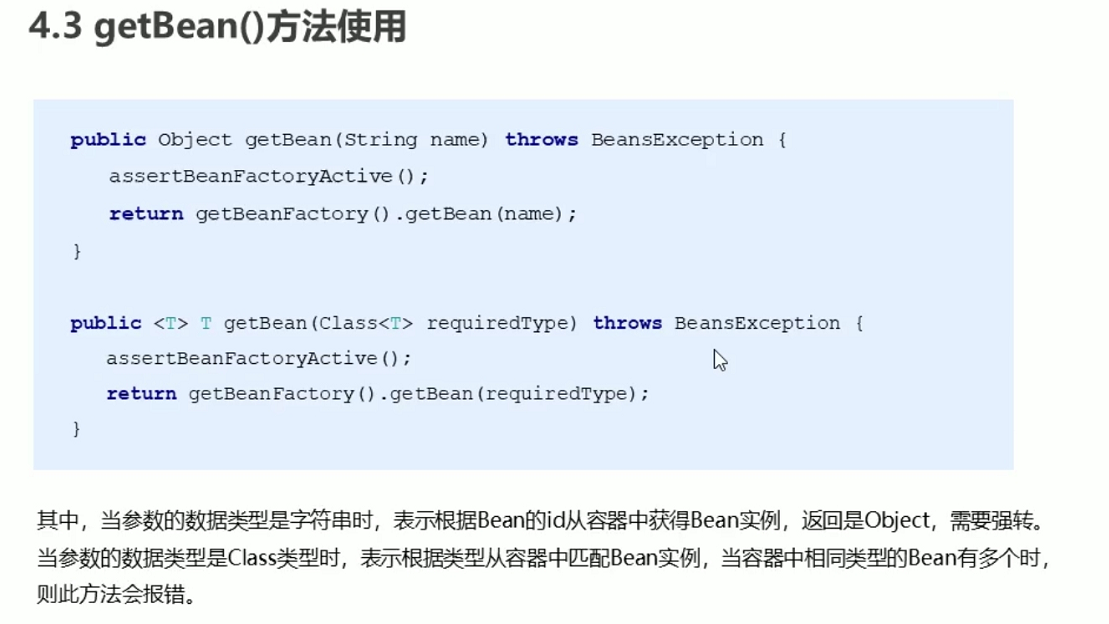 4.3 getBean()方法使用
public Object getBean(String name) throws BeansException {
assertBeanFactoryActive();
return getBeanFactory().getBean(name);
}
public <T> T getBean(Class<T> requiredType) throws BeansException {
assertBeanFactoryActive();
return getBeanFactory().getBean(requiredType);
}
其中，当参数的数据类型是字符串时，表示根据Bean的id从容器中获得Bean实例，返回是Object，需要强转。
当参数的数据类型是Class类型时，表示根据类型从容器中匹配Bean实例，当容器中相同类型的Bean有多个时，
则此方法会报错。